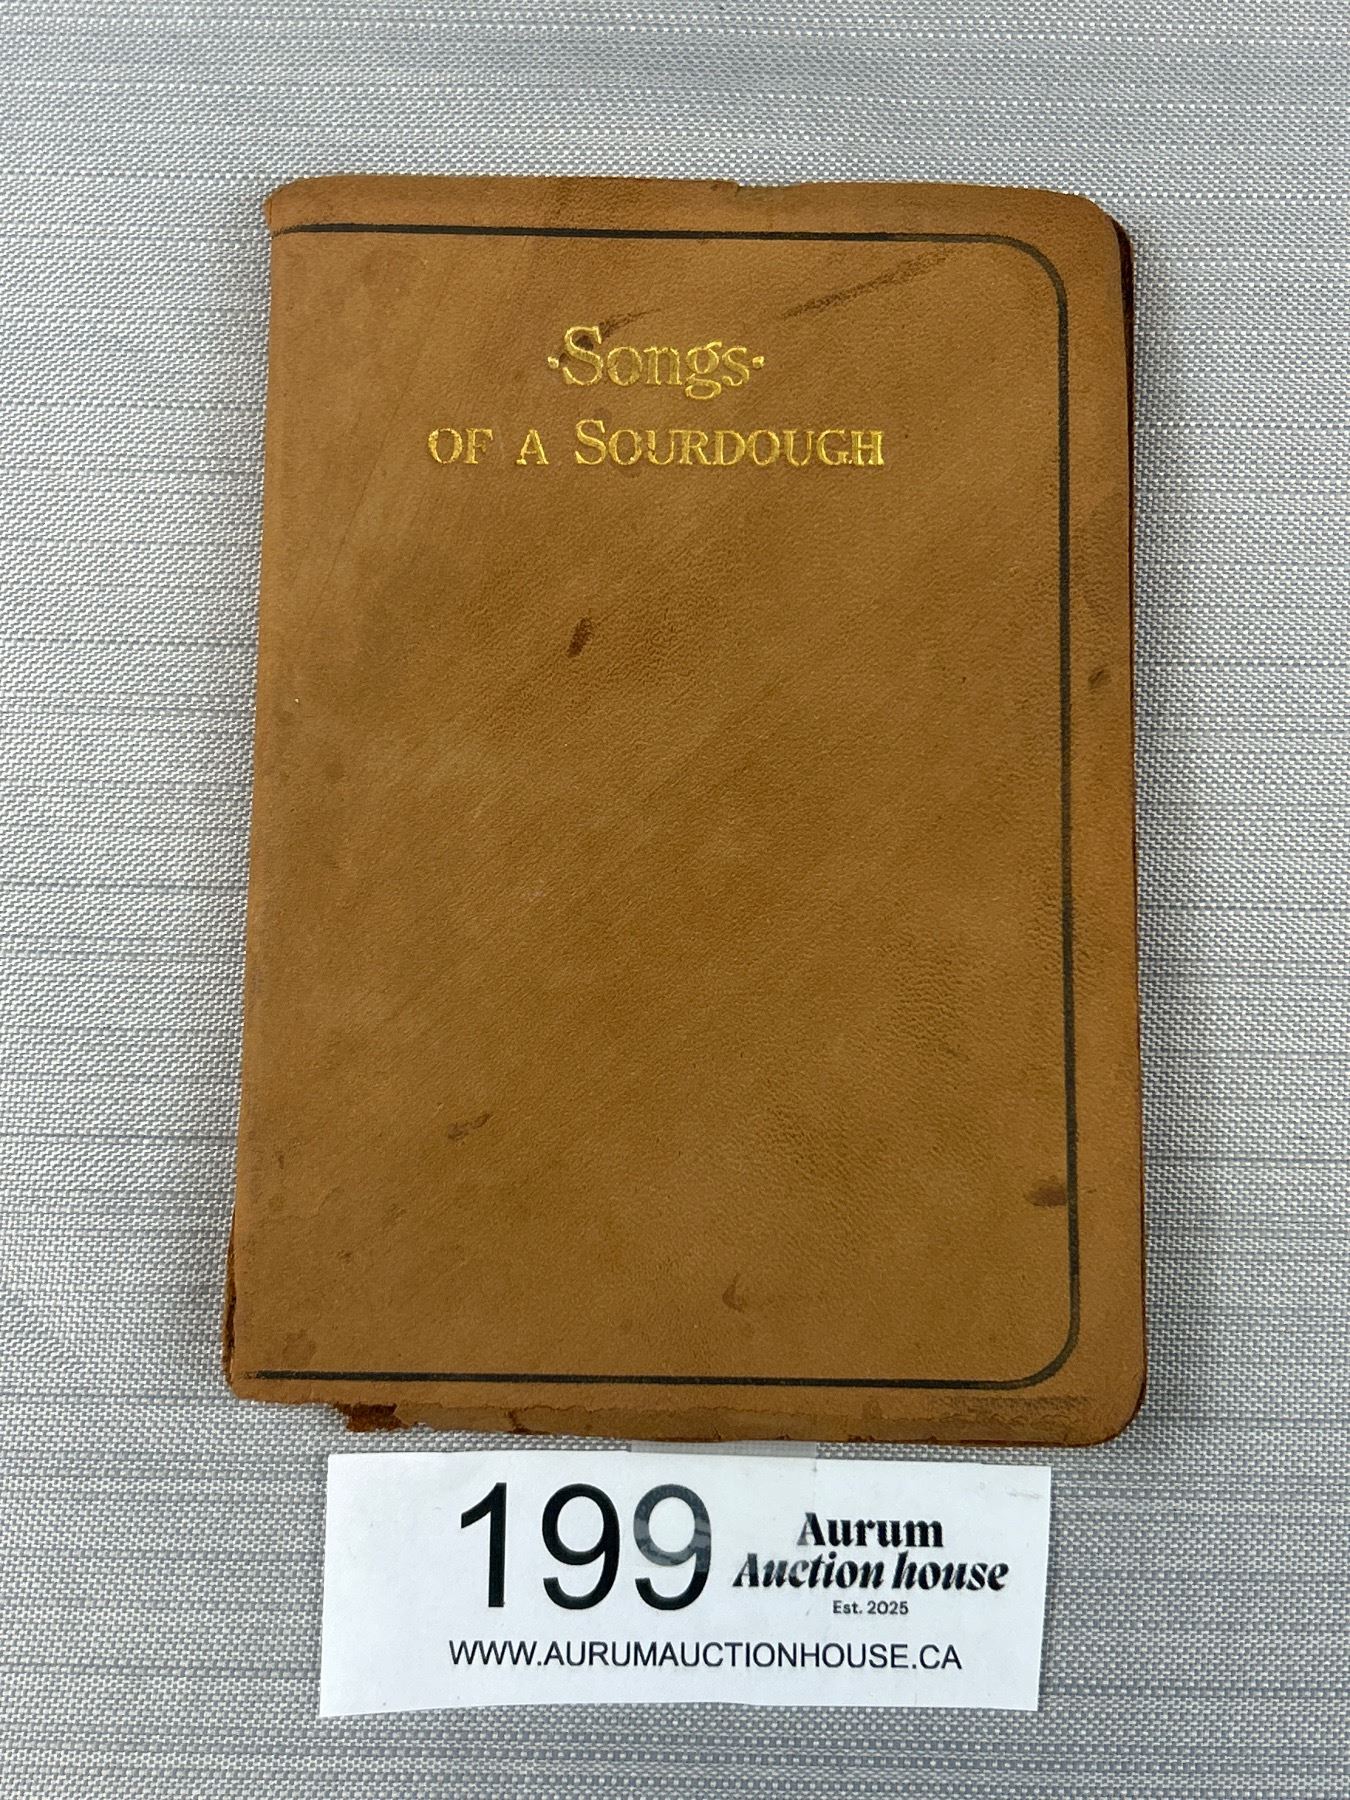 ·Songs·
OF A SOURDOUGH
199
Aurum
Auction house
Est. 2025
WWW.AURUMAUCTIONHOUSE.CA